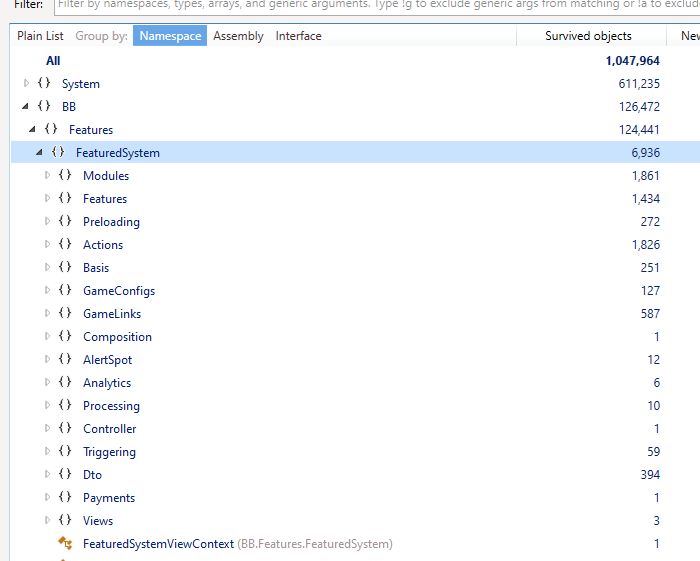 Filter: Filter by namespaces, types, arrays, and generic arguments. Type !g to exclude generic args from matching or !a to exclude
Plain List Group by: Namespace Assembly Interface Survived objects New
All 1,047,964
System 611,235
BB 126,472
Features 124,441
FeaturedSystem 6,936
Modules 1,861
Features 1,434
Preloading 272
Actions 1,826
Basis 251
GameConfigs 127
GameLinks 587
Composition 1
AlertSpot 12
Analytics 6
Processing 10
Controller 1
Triggering 59
Dto 394
Payments 1
Views 3
FeaturedSystemViewContext (BB.Features.FeaturedSystem) 1